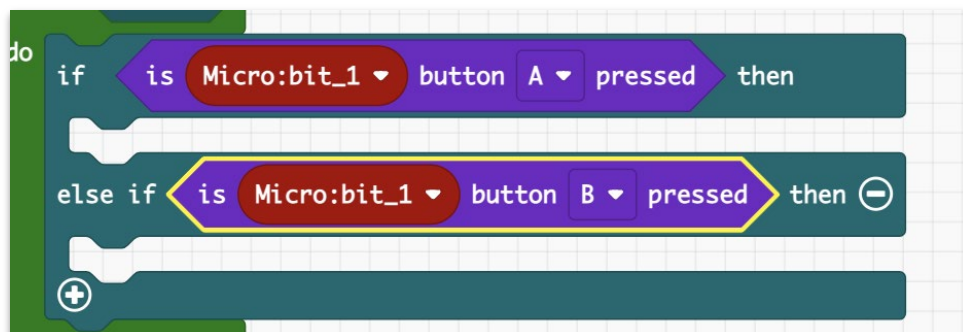 do
if is Micro:bit_1 button A pressed then
else if is Micro:bit_1 button B pressed then